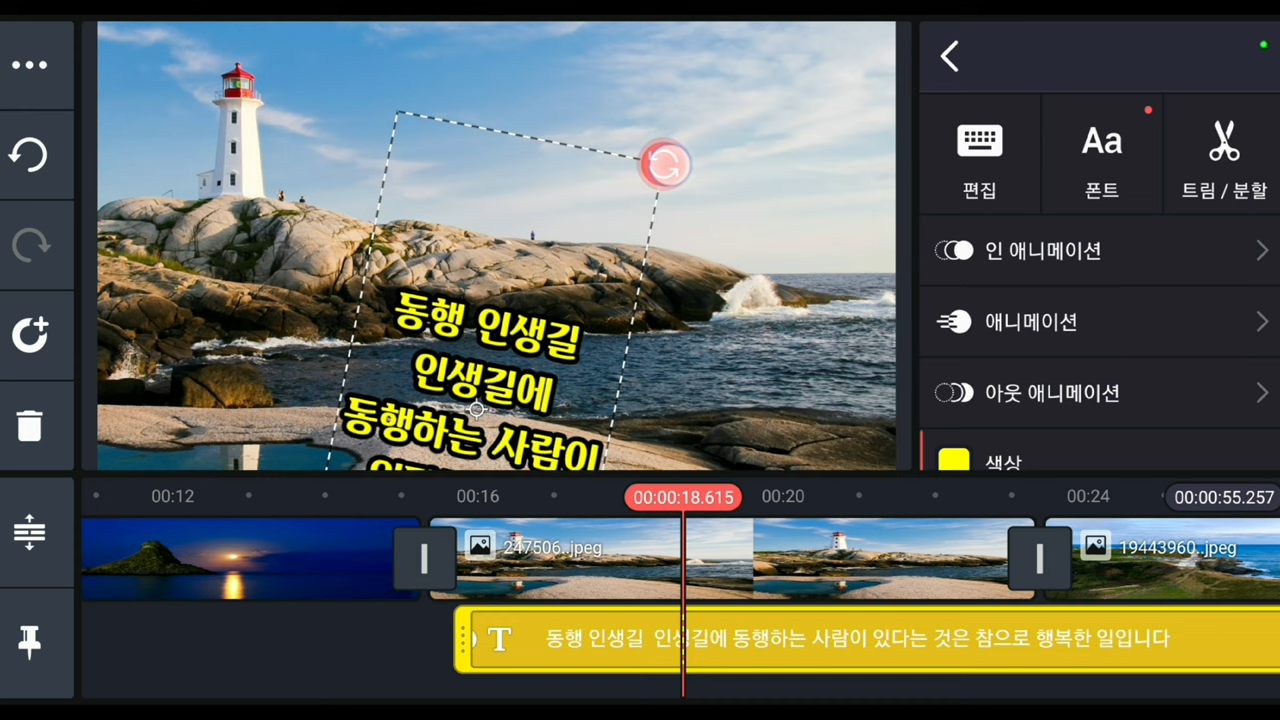 편집
Aa
폰트
트림 / 분할
인 애니메이션
애니메이션
아웃 애니메이션
색상
동행 인생길
인생길에
동행하는 사람이
00:12
00:16
00:00:18.615
00:20
00:24
00:00:55.257
247506..jpeg
19443960..jpeg
T 동행 인생길 인생길에 동행하는 사람이 있다는 것은 참으로 행복한 일입니다